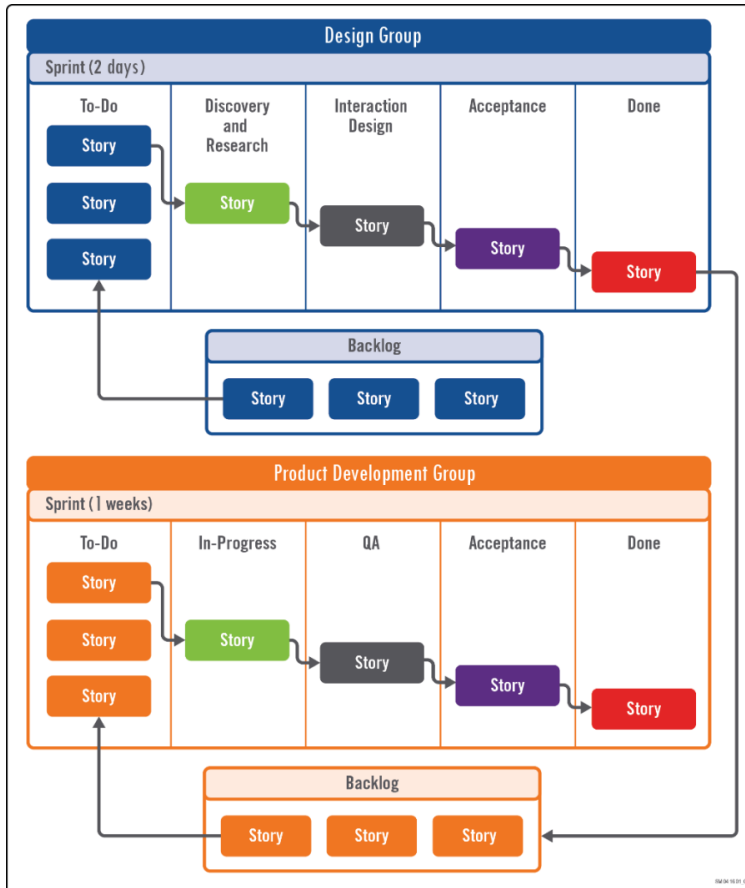 Design Group
Sprint (2 days)
To-Do
Discovery
and
Research
Interaction
Design
Acceptance
Done
Story
Story
Story
Story
Story
Story
Story
Backlog
Story
Story
Story
Product Development Group
Sprint (1 weeks)
To-Do
In-Progress
QA
Acceptance
Done
Story
Story
Story
Story
Story
Story
Story
Backlog
Story
Story
Story